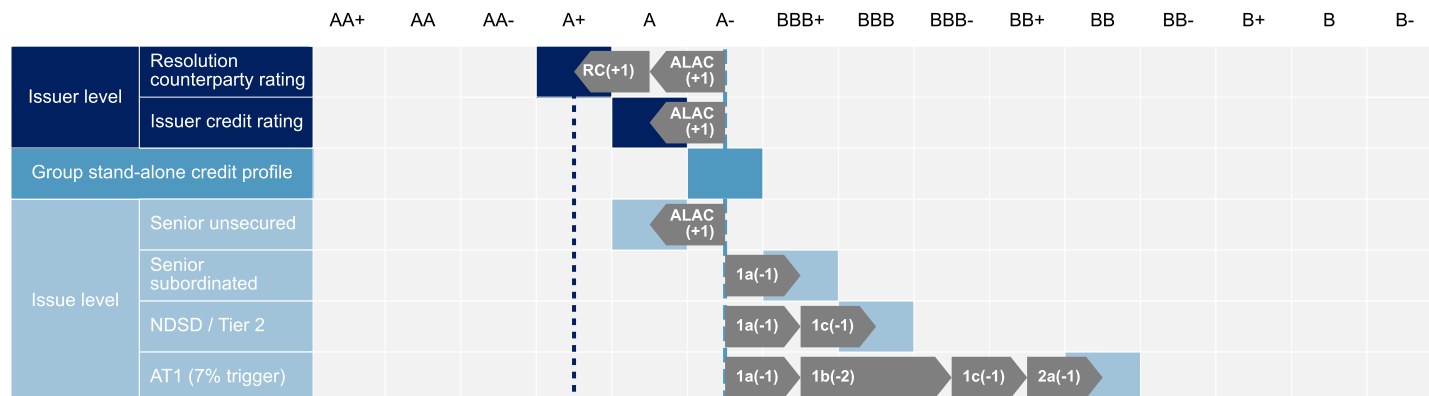 AA+ AA AA- A+ A A- BBB+ BBB BBB- BB+ BB BB- B+ B B-
Issuer level
Resolution
counterparty rating
RC(+1)
ALAC
(+1)
Issuer credit rating
ALAC
(+1)
Group stand-alone credit profile
Issue level
Senior unsecured
ALAC
(+1)
Senior
subordinated
1a(-1)
NDSD / Tier 2
1a(-1) 1c(-1)
AT1 (7% trigger)
1a(-1) 1b(-2) 1c(-1) 2a(-1)